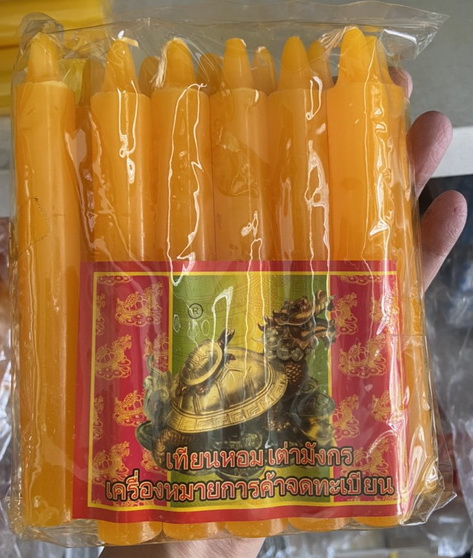 ®
เทียนหอม เต่ามังกร
เครื่องหมายการค้าจดทะเบียน